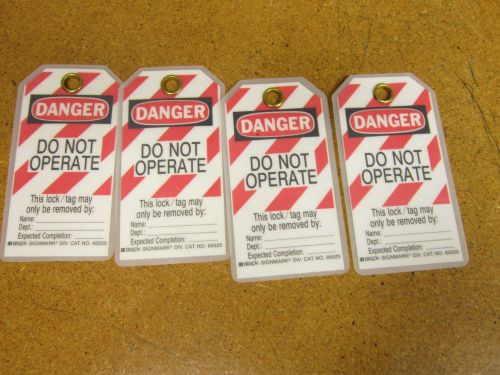 DANGER
DO NOT
OPERATE
This lock/tag may
only be removed by:
Name:
Dept.:
Expected Completion:
BRADY SIGNMARK® DIV. CAT. NO. 65525
DANGER
DO NOT
OPERATE
This lock/tag may
only be removed by:
Name:
Dept.:
Expected Completion:
BRADY SIGNMARK® DIV. CAT. NO. 65525
DANGER
DO NOT
OPERATE
This lock/tag may
only be removed by:
Name:
Dept.:
Expected Completion:
BRADY SIGNMARK® DIV. CAT. NO. 65525
DANGER
DO NOT
OPERATE
This lock/tag may
only be removed by:
Name:
Dept.:
Expected Completion:
BRADY SIGNMARK® DIV. CAT. NO. 65525